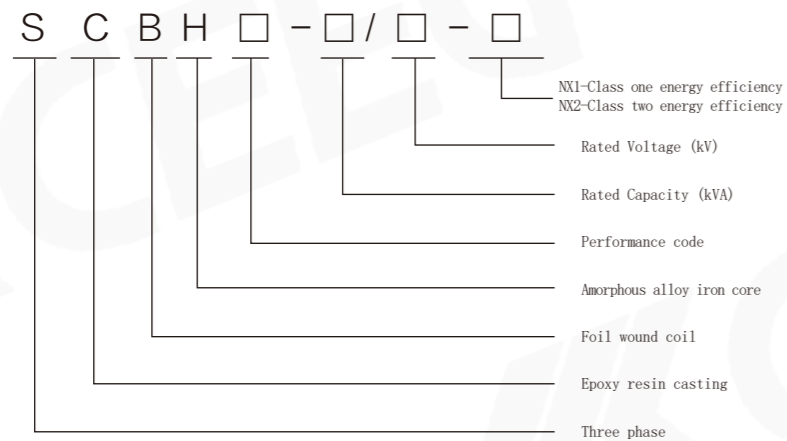 S C B H □ - □ / □ - □
NX1-Class one energy efficiency
NX2-Class two energy efficiency
Rated Voltage (kV)
Rated Capacity (kVA)
Performance code
Amorphous alloy iron core
Foil wound coil
Epoxy resin casting
Three phase